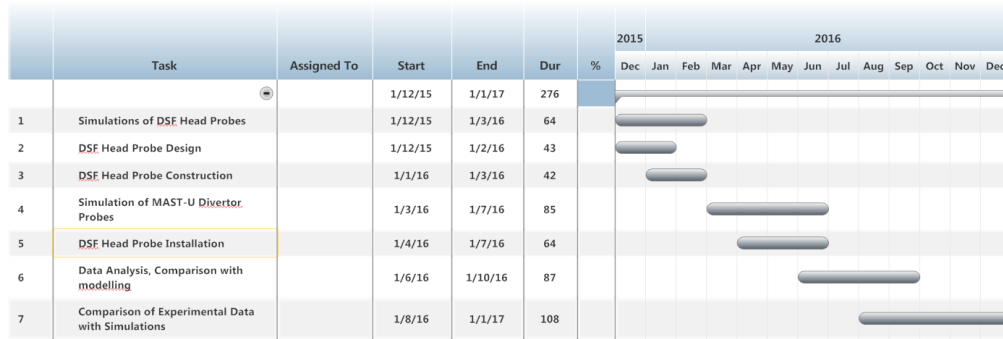 2015 2016
Task Assigned To Start End Dur % Dec Jan Feb Mar Apr May Jun Jul Aug Sep Oct Nov Dec
1/12/15 1/1/17 276
1 Simulations of DSF Head Probes 1/12/15 1/3/16 64
2 DSF Head Probe Design 1/12/15 1/2/16 43
3 DSF Head Probe Construction 1/1/16 1/3/16 42
4 Simulation of MAST-U Divertor
Probes 1/3/16 1/7/16 85
5 DSF Head Probe Installation 1/4/16 1/7/16 64
6 Data Analysis, Comparison with
modelling 1/6/16 1/10/16 87
7 Comparison of Experimental Data
with Simulations 1/8/16 1/1/17 108